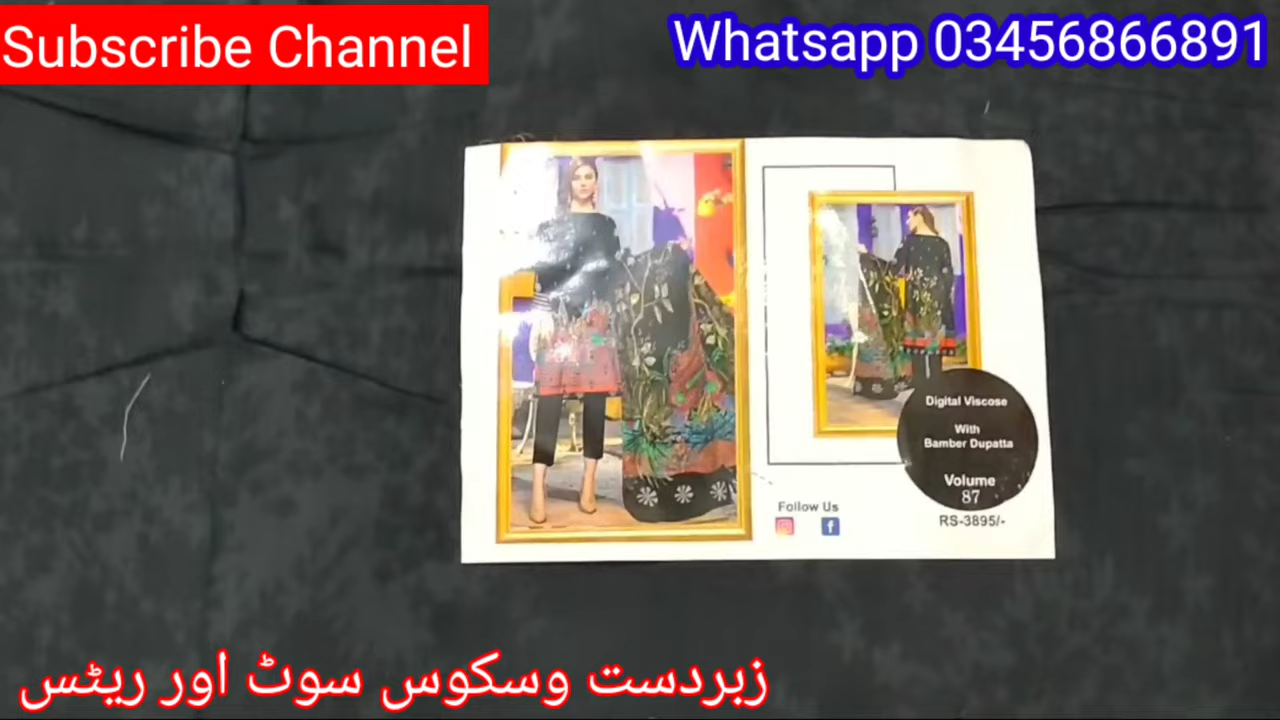 Subscribe Channel
Whatsapp 03456866891
Digital Viscose
With
Bamber Dupatta
Volume
87
RS-3895/-
Follow Us
زبردست وسکوس سوٹ اور ریٹس